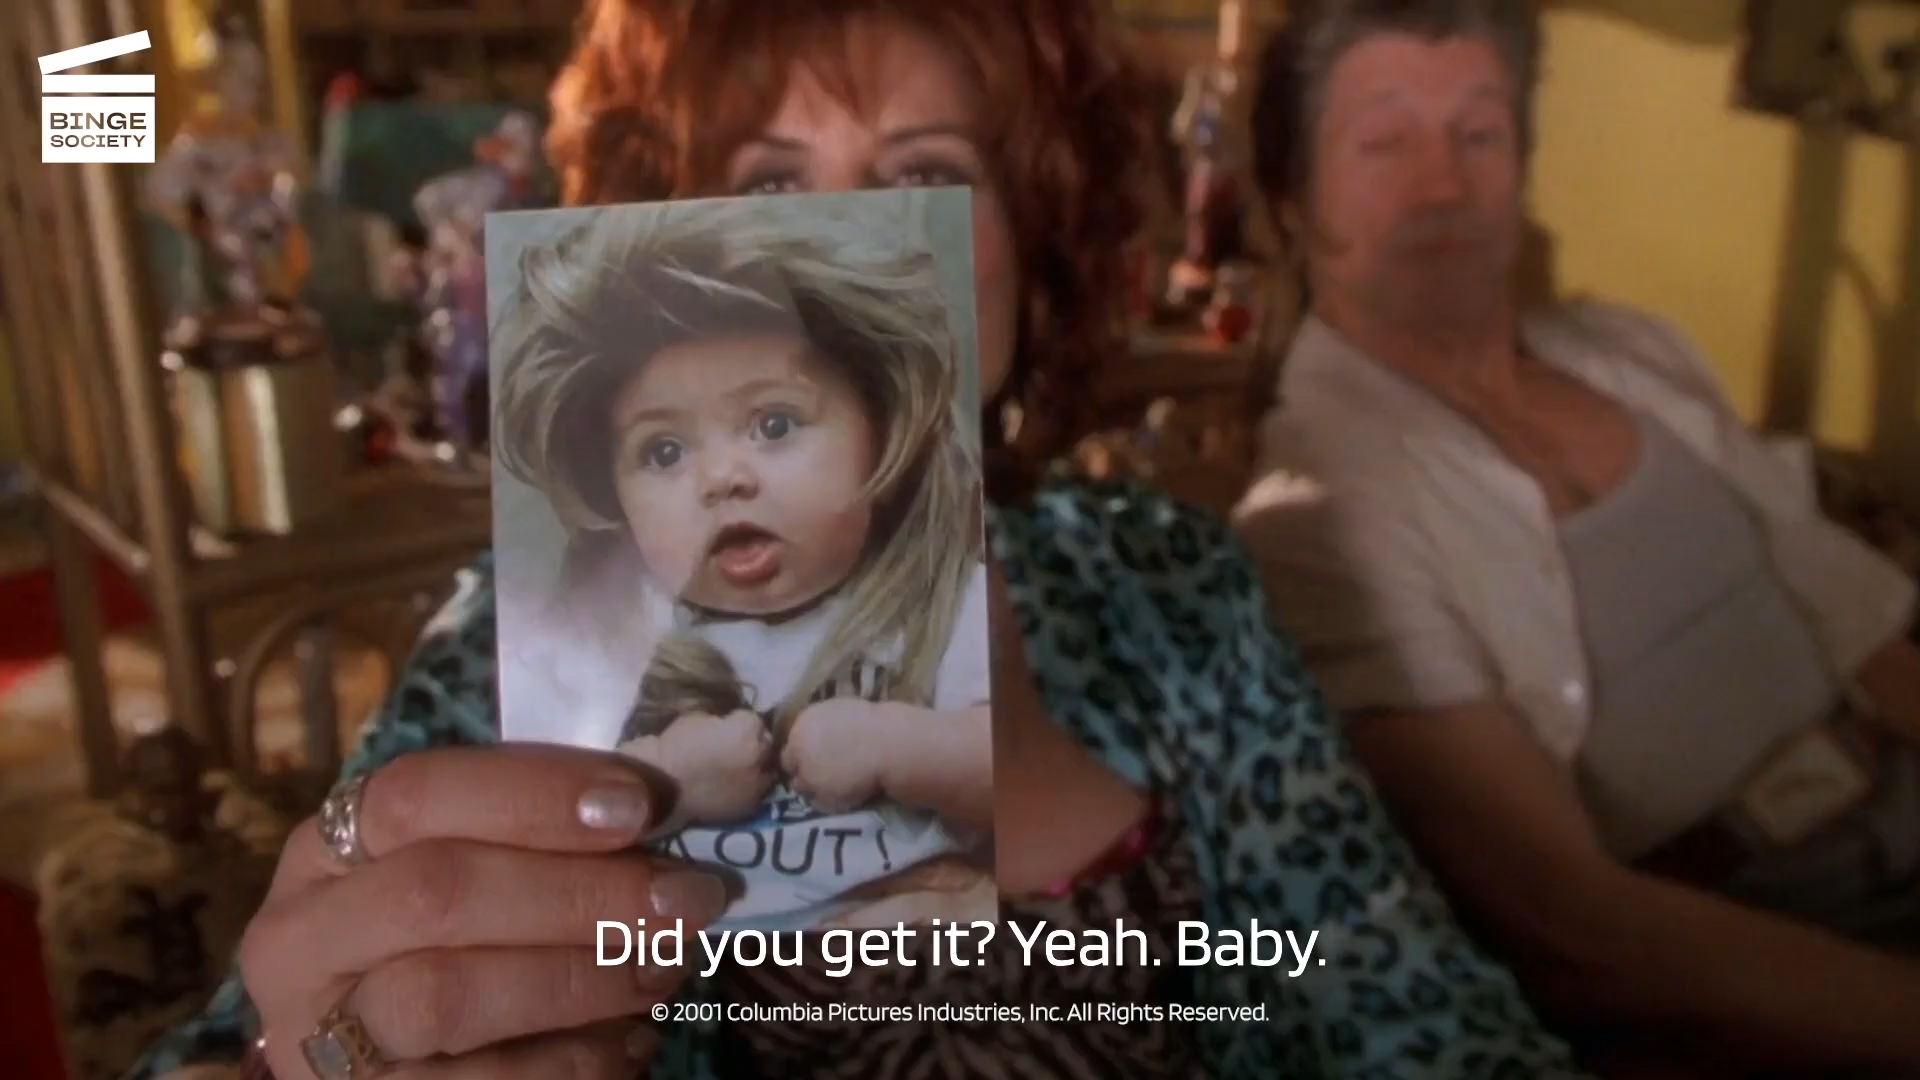 BINGE
SOCIETY
OUT!
Did you get it? Yeah. Baby.
© 2001 Columbia Pictures Industries, Inc. All Rights Reserved.